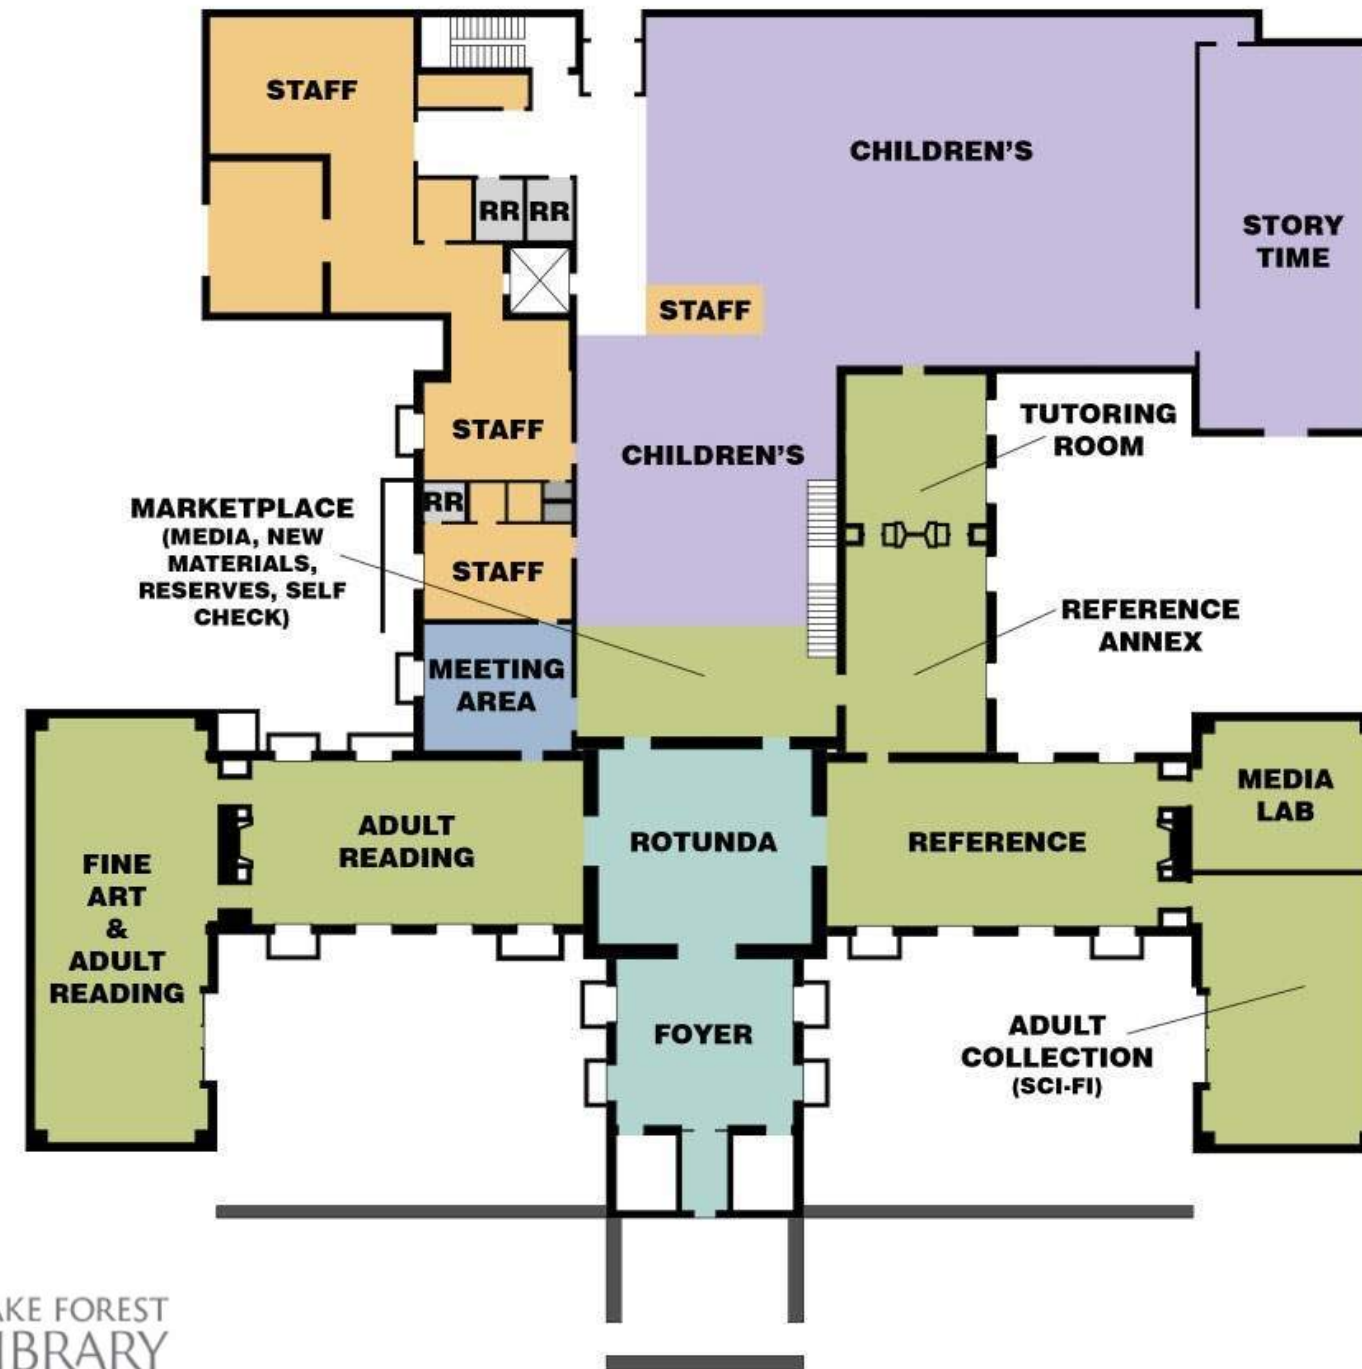 STAFF
CHILDREN'S
RR RR
STORY
TIME
STAFF
TUTORING
ROOM
STAFF
CHILDREN'S
MARKETPLACE
(MEDIA, NEW
MATERIALS,
RESERVES, SELF
CHECK)
RR
STAFF
REFERENCE
ANNEX
MEETING
AREA
MEDIA
LAB
ADULT
READING
ROTUNDA
REFERENCE
FINE
ART
&
ADULT
READING
FOYER
ADULT
COLLECTION
(SCI-FI)
AKE FOREST
IBRARY